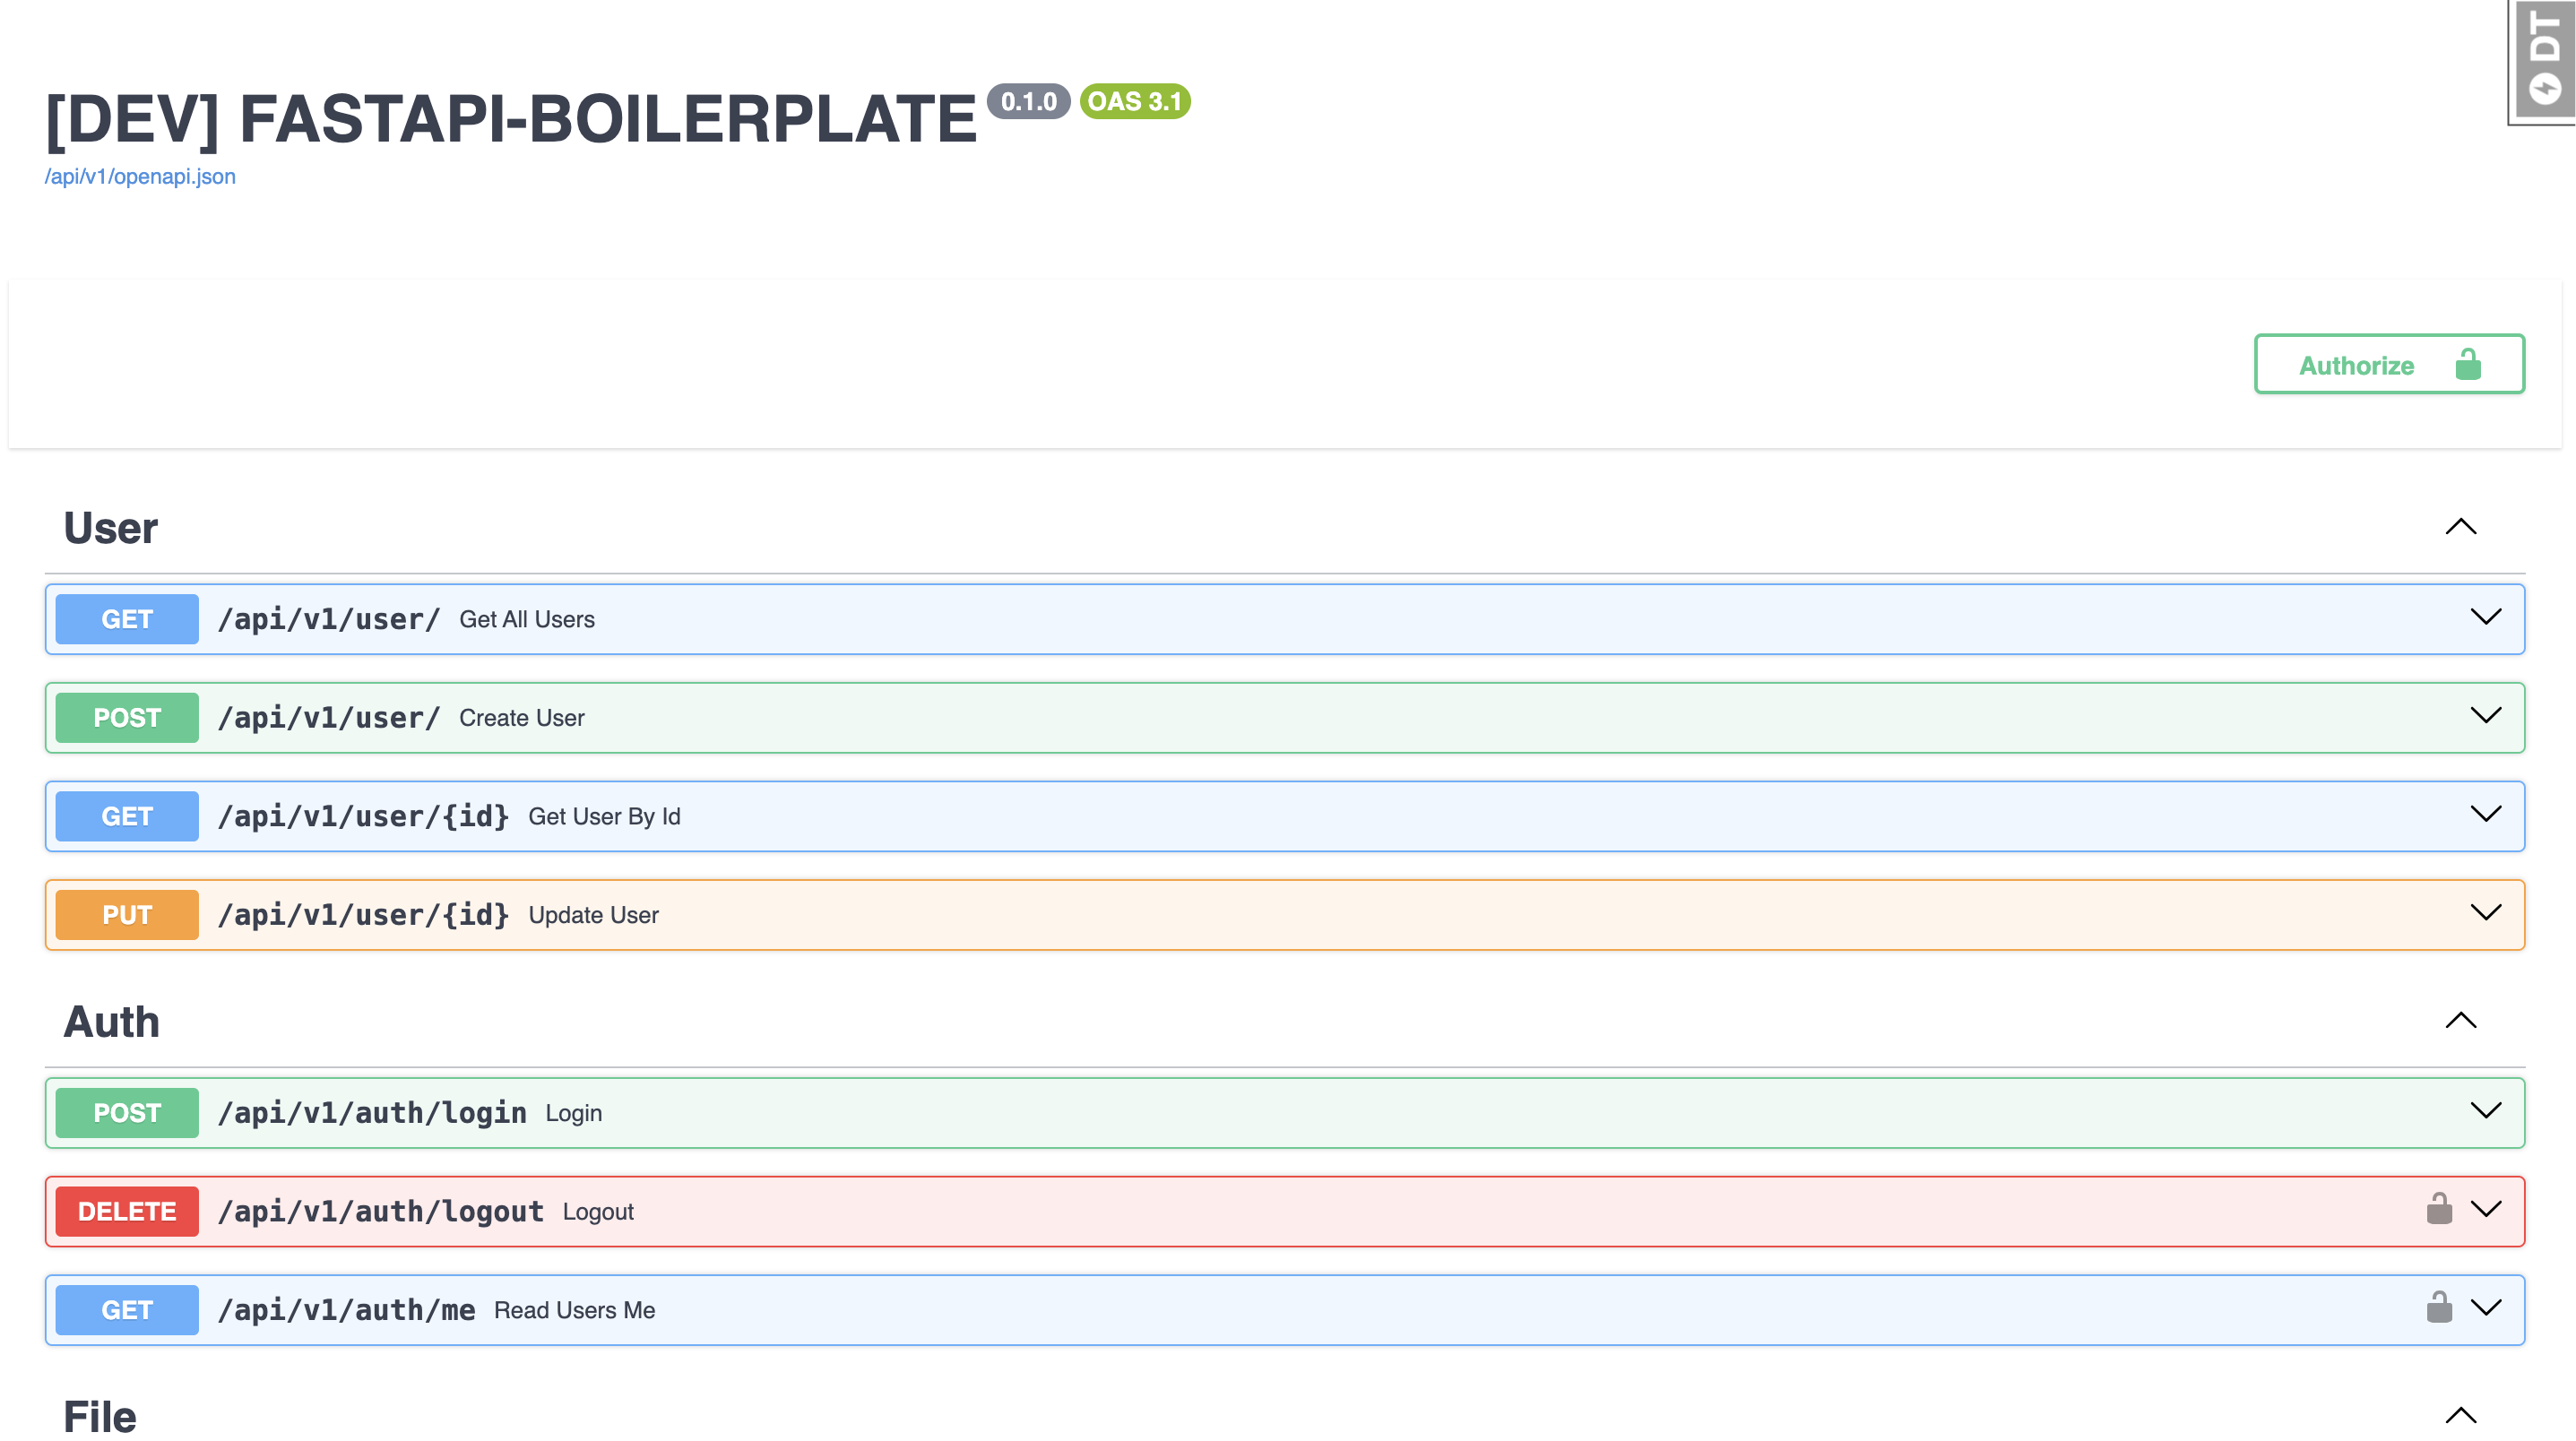 [DEV] FASTAPI-BOILERPLATE 0.1.0 OAS 3.1
/api/v1/openapi.json
DT
Authorize
User
GET /api/v1/user/ Get All Users
POST /api/v1/user/ Create User
GET /api/v1/user/{id} Get User By Id
PUT /api/v1/user/{id} Update User
Auth
POST /api/v1/auth/login Login
DELETE /api/v1/auth/logout Logout
GET /api/v1/auth/me Read Users Me
File